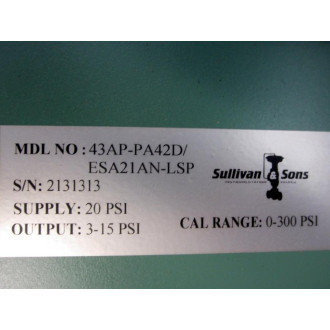 MDL NO : 43AP-PA42D/
ESA21AN-LSP
S/N: 2131313
SUPPLY: 20 PSI
OUTPUT: 3-15 PSI
Sullivan & Sons
CAL RANGE: 0-300 PSI